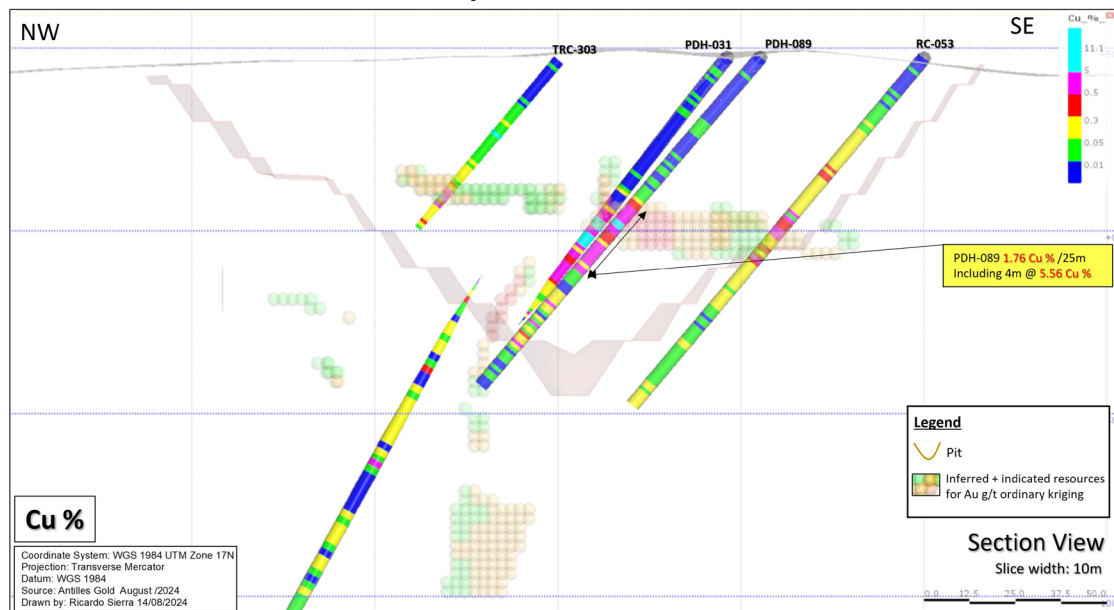 NW
SE
TRC-303
PDH-031
PDH-089
RC-053
Cu_%_
11.1
5
0.5
0.3
0.05
0.01
PDH-089 1.76 Cu % /25m
Including 4m @ 5.56 Cu %
Legend
Pit
Inferred + indicated resources
for Au g/t ordinary kriging
Cu %
Coordinate System: WGS 1984 UTM Zone 17N
Projection: Transverse Mercator
Datum: WGS 1984
Source: Antilles Gold August /2024
Drawn by: Ricardo Sierra 14/08/2024
Section View
Slice width: 10m
0.0 12.5 25.0 37.5 50.0